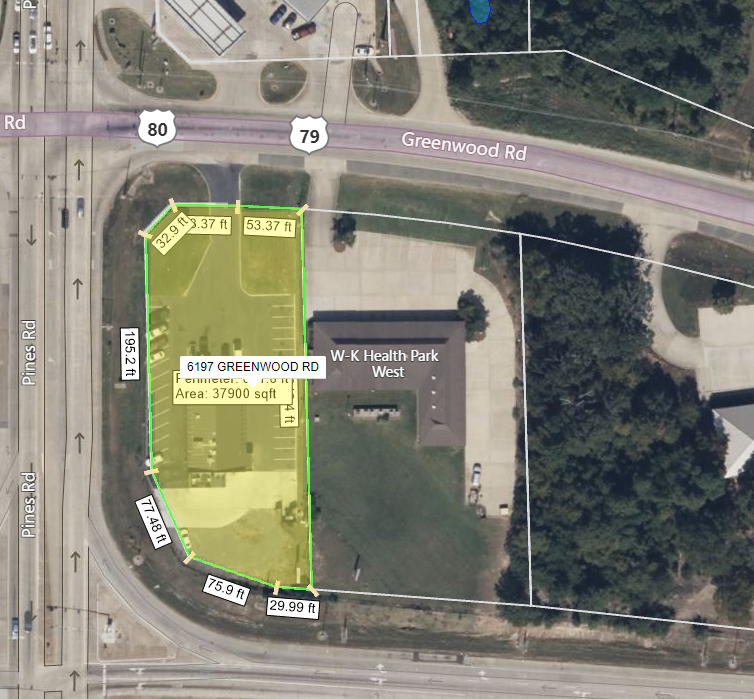 Rd
80
79
Greenwood Rd
32.9 ft
3.37 ft
53.37 ft
195.2 ft
Pines Rd
6197 GREENWOOD RD
W-K Health Park
West
Perimeter:
Area: 37900 sqft
Pines Rd
77.48 ft
75.9 ft
29.99 ft